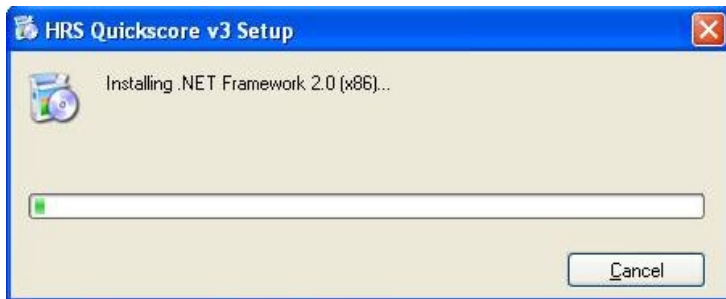 HRS Quickscore v3 Setup
Installing .NET Framework 2.0 (x86)...
Cancel